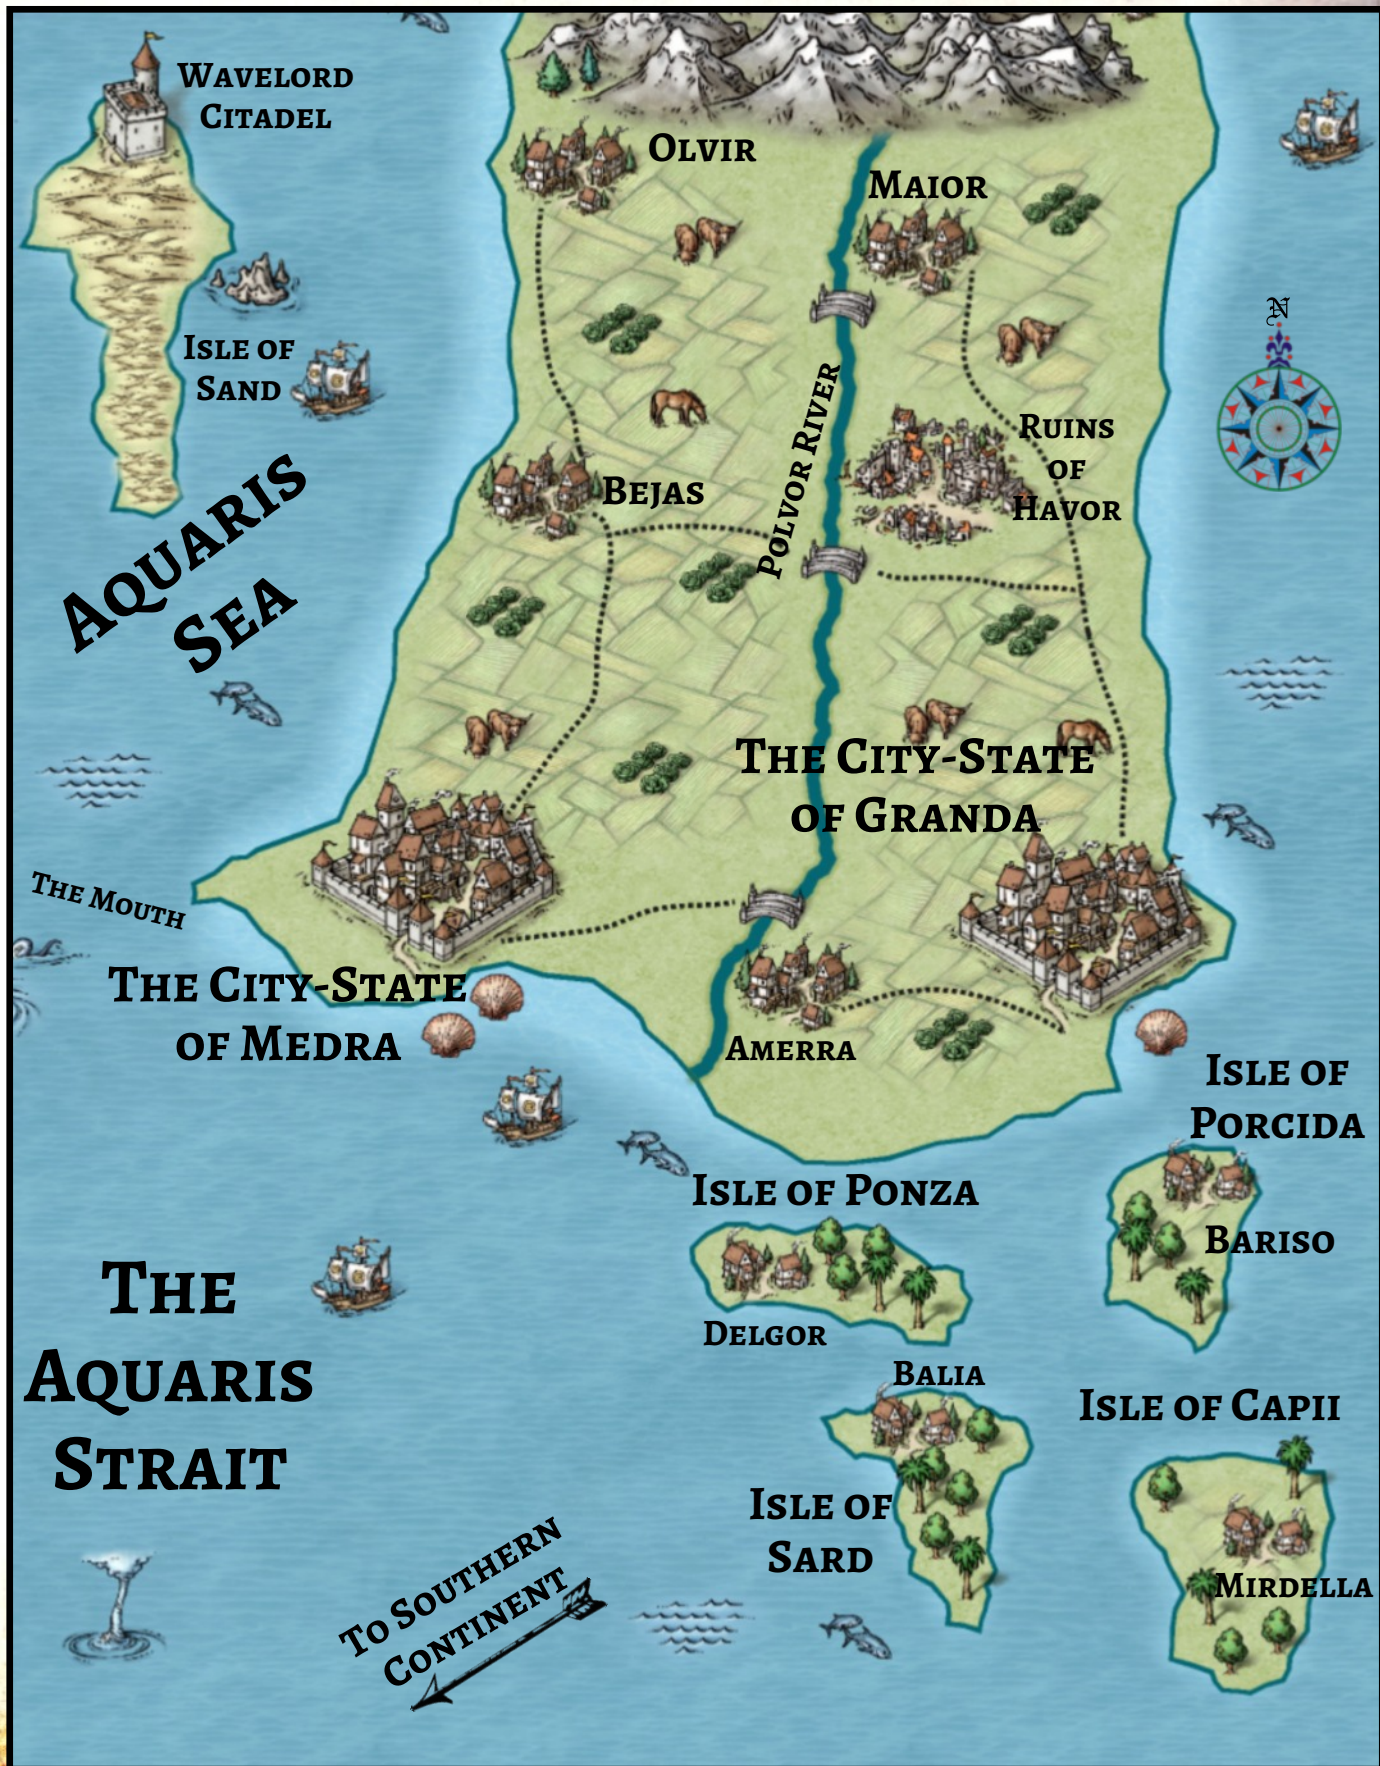 Wavelord
Citadel
Olvir
Maior
N
Isle of
Sand
Polvor River
Ruins
of
Havor
Bejas
Aquaris
Sea
The City-State
of Granda
The Mouth
The City-State
of Medra
Amerra
Isle of
Porcida
Isle of Ponza
Bariso
Delgor
The
Aquaris
Strait
Balia
Isle of Capii
Isle of
Sard
Mirdella
To Southern
Continent